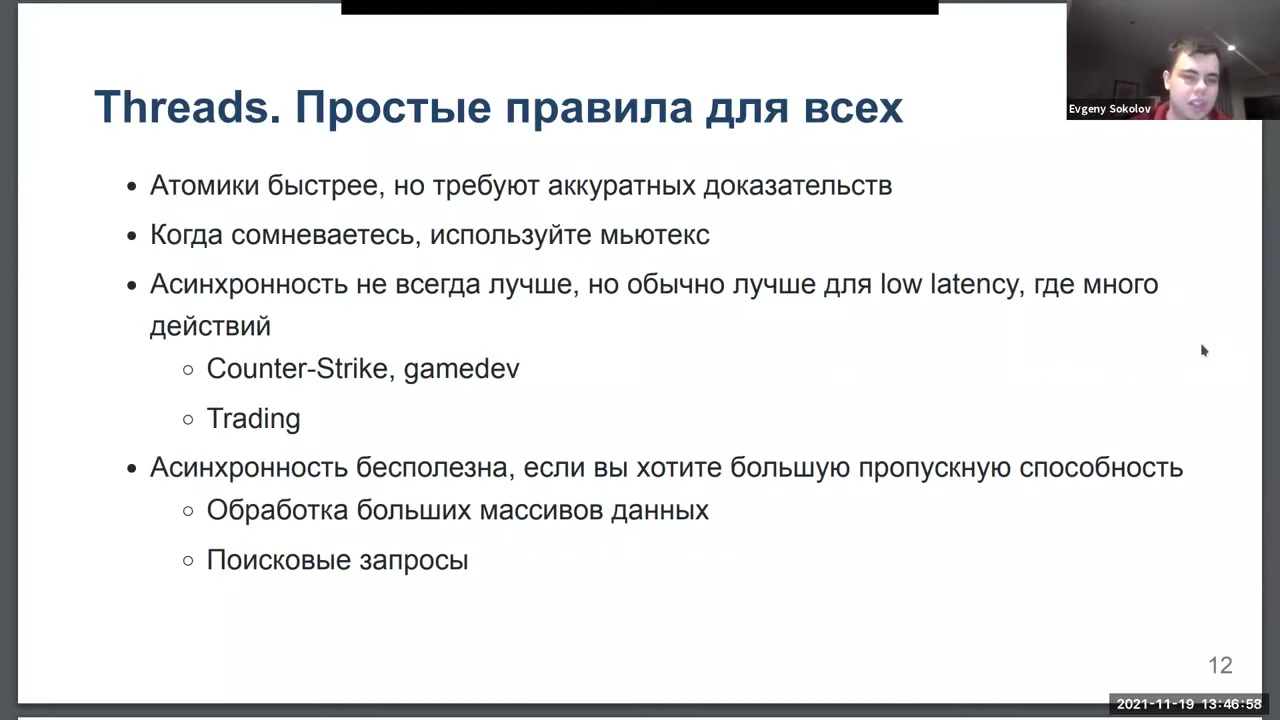 Evgeny Sokolov
Threads. Простые правила для всех
Атомики быстрее, но требуют аккуратных доказательств
Когда сомневаетесь, используйте мьютекс
Асинхронность не всегда лучше, но обычно лучше для low latency, где много
действий
Counter-Strike, gamedev
Trading
Асинхронность бесполезна, если вы хотите большую пропускную способность
Обработка больших массивов данных
Поисковые запросы
12
2021-11-19 13:46:58